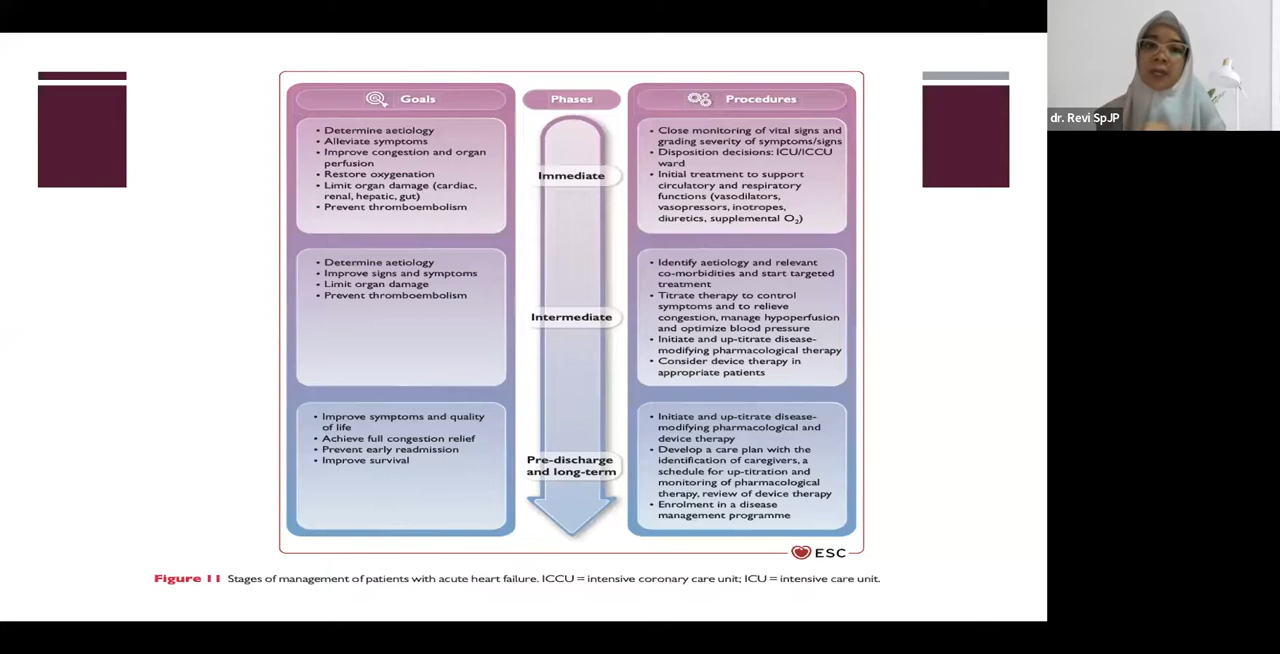 Goals
Phases
Procedures
• Determine aetiology
• Alleviate symptoms
• Improve congestion and organ
perfusion
• Restore oxygenation
• Limit organ damage (cardiac,
renal, hepatic, gut)
• Prevent thromboembolism
Immediate
• Close monitoring of vital signs and
grading severity of symptoms/signs
• Disposition decisions: ICU/ICCU
ward
• Initial treatment to support
circulatory and respiratory
functions (vasodilators,
vasopressors, inotropes,
diuretics, supplemental O₂)
• Determine aetiology
• Improve signs and symptoms
• Limit organ damage
• Prevent thromboembolism
Intermediate
• Identify aetiology and relevant
co-morbidities and start targeted
treatment
• Titrate therapy to control
symptoms and to relieve
congestion, manage hypoperfusion
and optimize blood pressure
• Initiate and up-titrate disease-
modifying pharmacological therapy
• Consider device therapy in
appropriate patients
• Improve symptoms and quality
of life
• Achieve full congestion relief
• Prevent early readmission
• Improve survival
Pre-discharge
and long-term
• Initiate and up-titrate disease-
modifying pharmacological and
device therapy
• Develop a care plan with the
identification of caregivers, a
schedule for up-titration and
monitoring of pharmacological
therapy, review of device therapy
• Enrolment in a disease
management programme
ESC
Figure 11 Stages of management of patients with acute heart failure. ICCU = intensive coronary care unit; ICU = intensive care unit.
dr. Revi SpJP